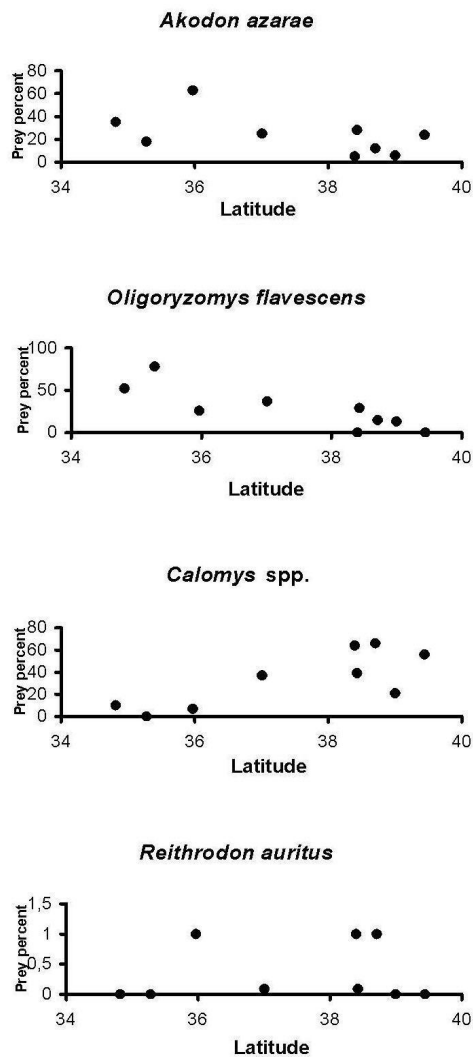 Akodon azarae
Prey percent
80
60
40
20
0
34 36 38 40
Latitude
Oligoryzomys flavescens
Prey percent
100
50
0
34 36 38 40
Latitude
Calomys spp.
Prey percent
80
60
40
20
0
34 36 38 40
Latitude
Reithrodon auritus
Prey percent
1,5
1
0,5
0
34 36 38 40
Latitude